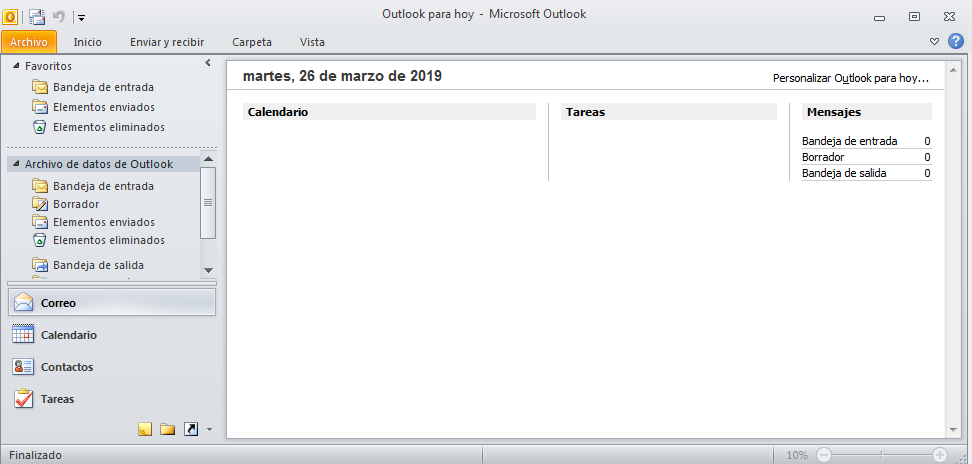 Outlook para hoy - Microsoft Outlook
Archivo Inicio Enviar y recibir Carpeta Vista
Favoritos
Bandeja de entrada
Elementos enviados
Elementos eliminados
Archivo de datos de Outlook
Bandeja de entrada
Borrador
Elementos enviados
Elementos eliminados
Bandeja de salida
Correo
Calendario
Contactos
Tareas
martes, 26 de marzo de 2019
Personalizar Outlook para hoy...
Calendario
Tareas
Mensajes
Bandeja de entrada 0
Borrador 0
Bandeja de salida 0
Finalizado
10%